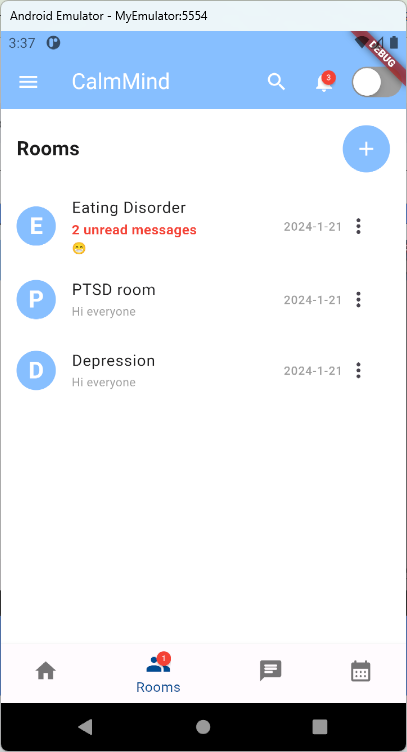 Android Emulator - MyEmulator:5554
3:37
DEBUG
CalmMind
3
Rooms
+
E
Eating Disorder
2 unread messages
😁
2024-1-21
P
PTSD room
Hi everyone
2024-1-21
D
Depression
Hi everyone
2024-1-21
1
Rooms